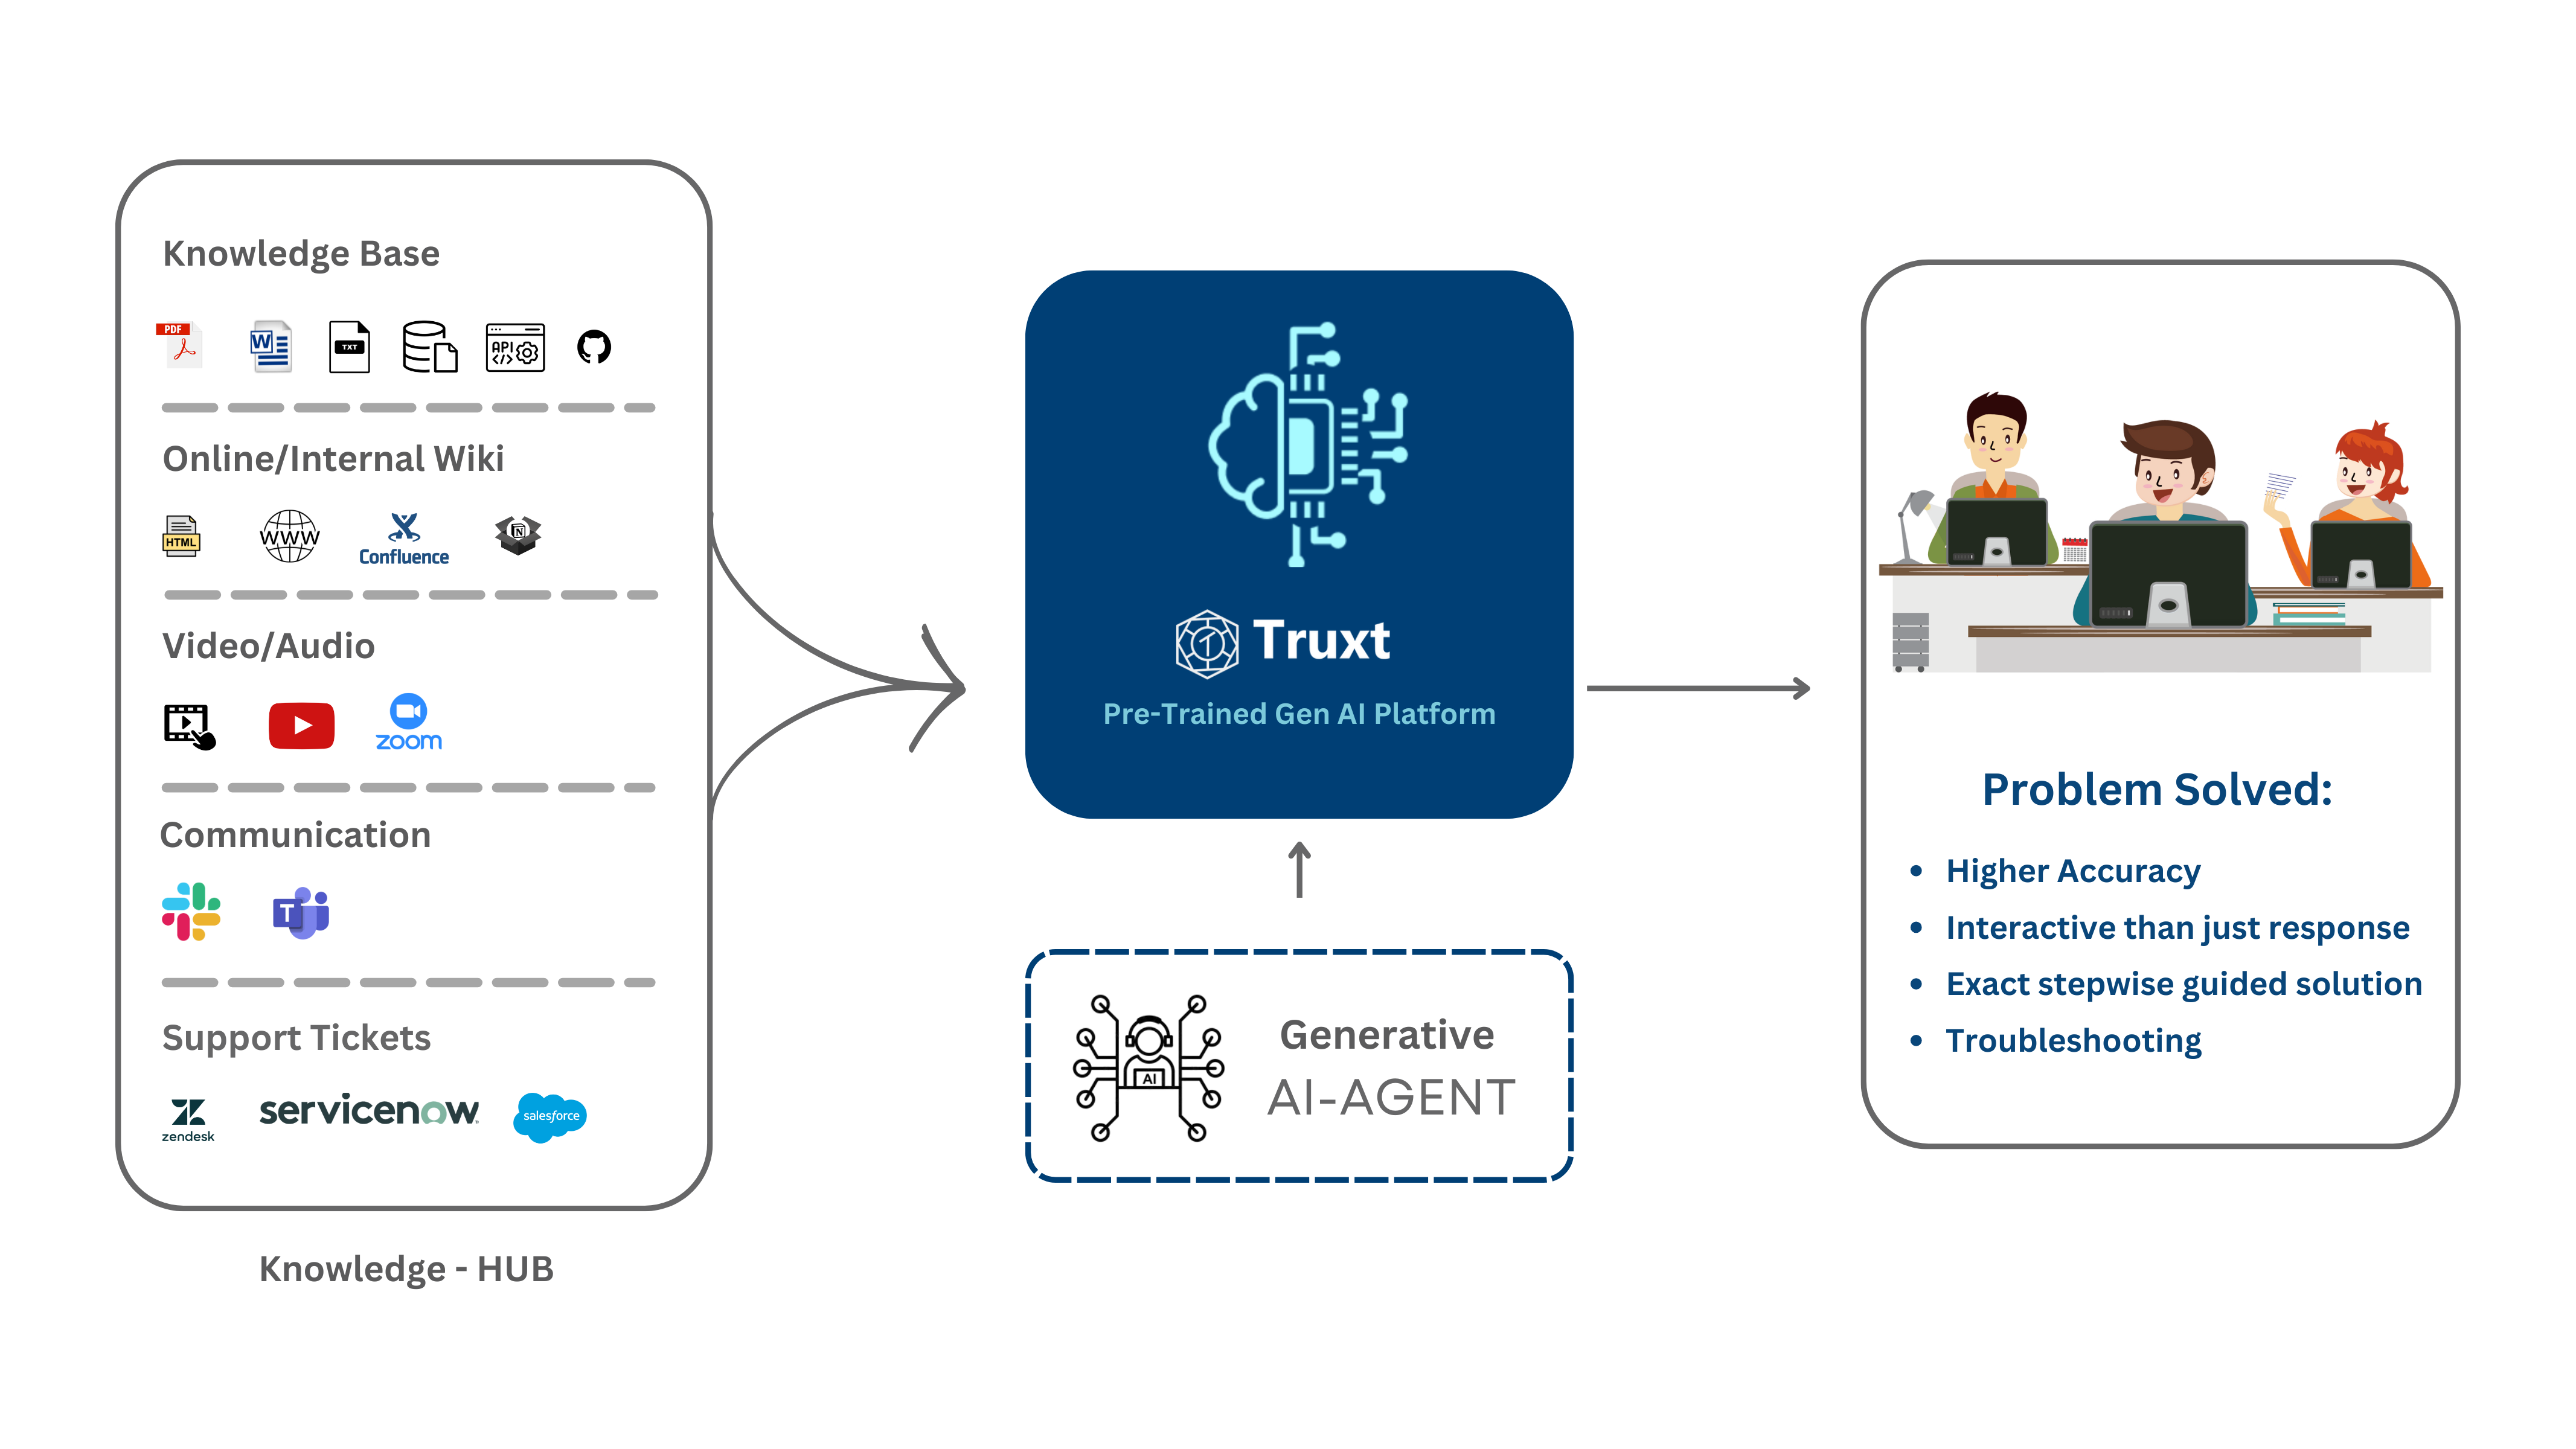 Knowledge Base
PDF
W
TXT
API
</>
Online/Internal Wiki
HTML
WWW
Confluence
N
Video/Audio
zoom
Communication
T
Support Tickets
zendesk
servicenow
salesforce
Knowledge - HUB
Truxt
Pre-Trained Gen AI Platform
AI
Generative
AI-AGENT
Problem Solved:
• Higher Accuracy
• Interactive than just response
• Exact stepwise guided solution
• Troubleshooting